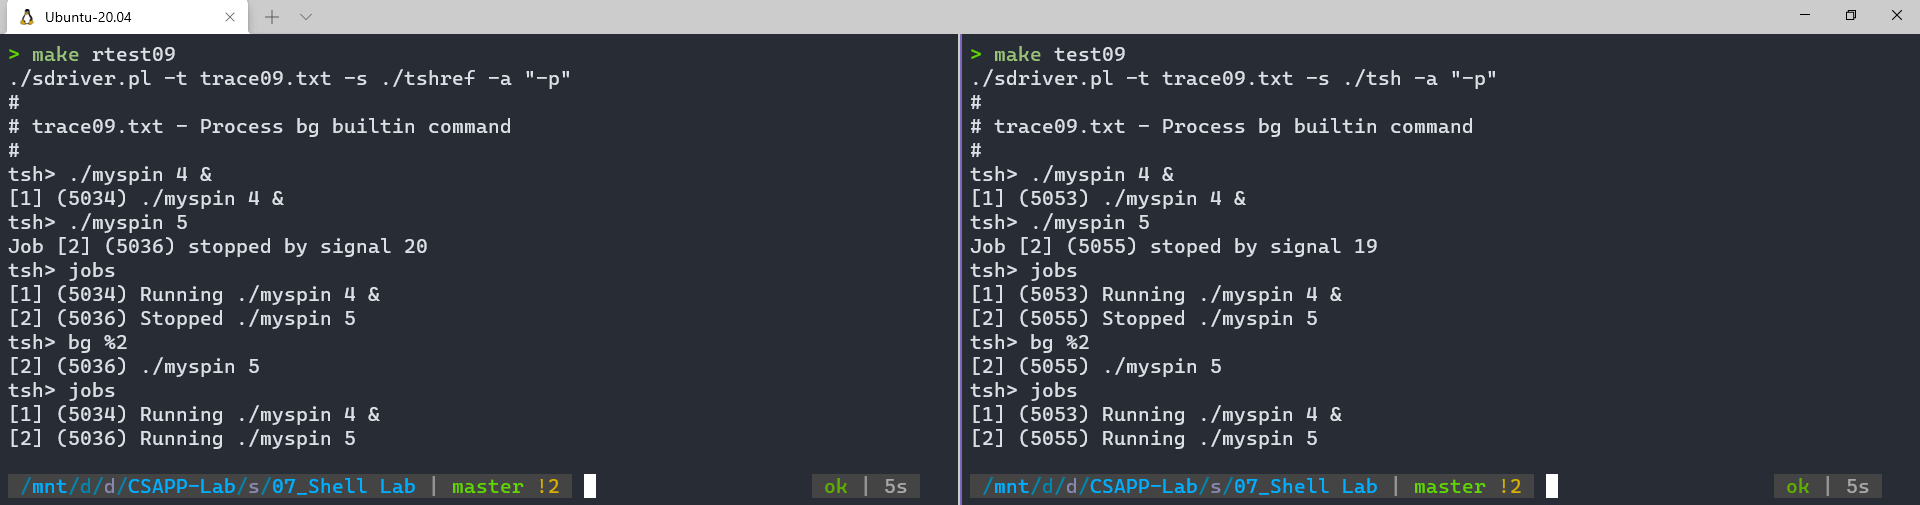 Ubuntu-20.04
> make rtest09
./sdriver.pl -t trace09.txt -s ./tshref -a "-p"
#
# trace09.txt - Process bg builtin command
#
tsh> ./myspin 4 &
[1] (5034) ./myspin 4 &
tsh> ./myspin 5
Job [2] (5036) stopped by signal 20
tsh> jobs
[1] (5034) Running ./myspin 4 &
[2] (5036) Stopped ./myspin 5
tsh> bg %2
[2] (5036) ./myspin 5
tsh> jobs
[1] (5034) Running ./myspin 4 &
[2] (5036) Running ./myspin 5
/mnt/d/d/CSAPP-Lab/s/07_Shell Lab | master !2
ok | 5s
> make test09
./sdriver.pl -t trace09.txt -s ./tsh -a "-p"
#
# trace09.txt - Process bg builtin command
#
tsh> ./myspin 4 &
[1] (5053) ./myspin 4 &
tsh> ./myspin 5
Job [2] (5055) stoped by signal 19
tsh> jobs
[1] (5053) Running ./myspin 4 &
[2] (5055) Stopped ./myspin 5
tsh> bg %2
[2] (5055) ./myspin 5
tsh> jobs
[1] (5053) Running ./myspin 4 &
[2] (5055) Running ./myspin 5
/mnt/d/d/CSAPP-Lab/s/07_Shell Lab | master !2
ok | 5s